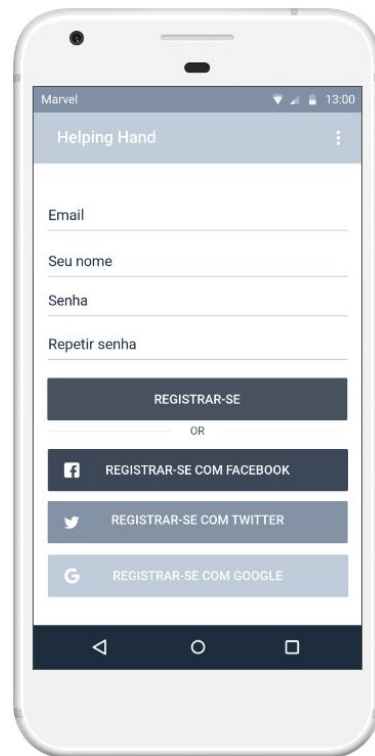 Marvel 13:00
Helping Hand
Email
Seu nome
Senha
Repetir senha
REGISTRAR-SE
OR
REGISTRAR-SE COM FACEBOOK
REGISTRAR-SE COM TWITTER
G REGISTRAR-SE COM GOOGLE